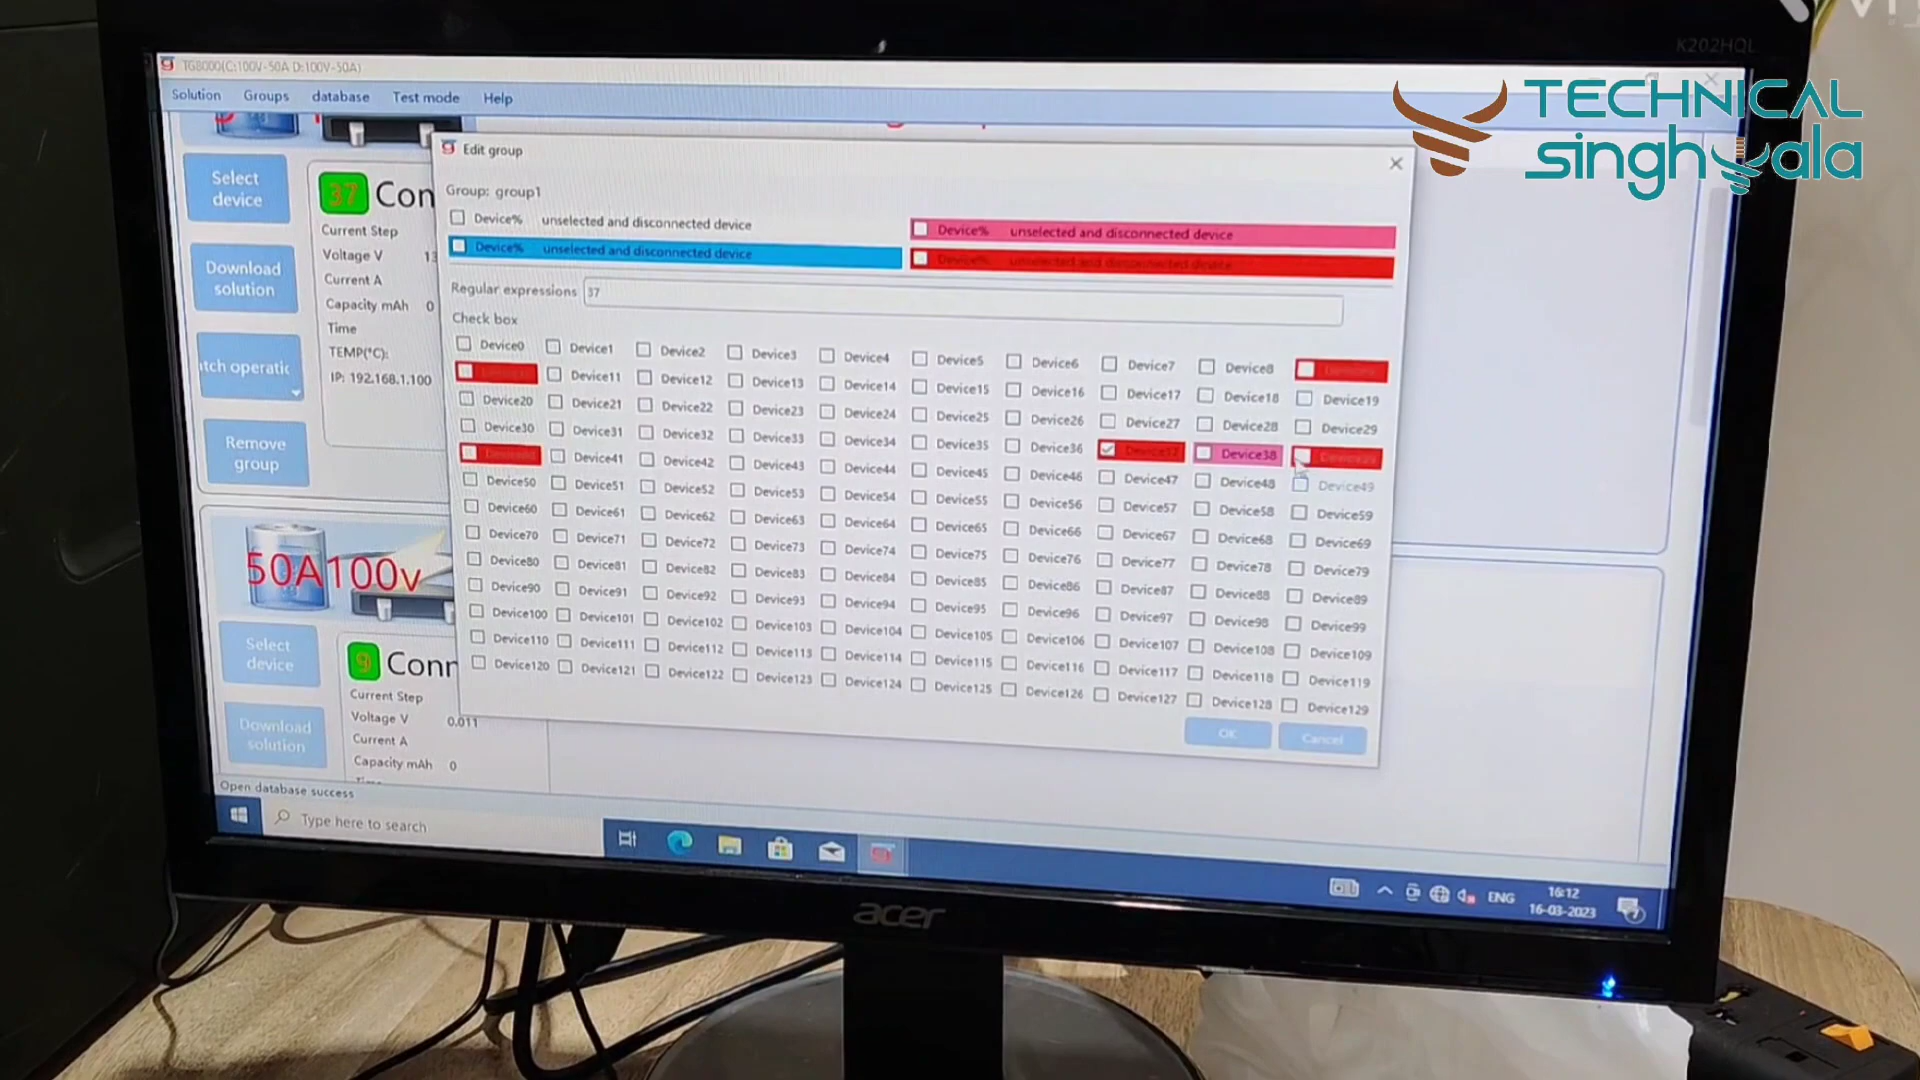 K202HQL
TECHNICAL
singhwala
TG8000(C:100V-50A D:100V-50A)
Solution Groups database Test mode Help
Select device
Download solution
Remove group
37 Con
Current Step
Voltage V 13
Current A
Capacity mAh 0
Time
TEMP(°C):
IP: 192.168.1.100
50A100v
Select device
Download solution
9 Conn
Current Step
Voltage V 0.011
Current A
Capacity mAh 0
Edit group
Group: group1
Device% unselected and disconnected device
Device% unselected and disconnected device
Device% unselected and disconnected device
Device% unselected and disconnected device
Regular expressions 37
Check box
Device0 Device1 Device2 Device3 Device4 Device5 Device6 Device7 Device8
Device11 Device12 Device13 Device14 Device15 Device16 Device17 Device18 Device19
Device20 Device21 Device22 Device23 Device24 Device25 Device26 Device27 Device28 Device29
Device30 Device31 Device32 Device33 Device34 Device35 Device36 Device37 Device38
Device41 Device42 Device43 Device44 Device45 Device46 Device47 Device48 Device49
Device50 Device51 Device52 Device53 Device54 Device55 Device56 Device57 Device58 Device59
Device60 Device61 Device62 Device63 Device64 Device65 Device66 Device67 Device68 Device69
Device70 Device71 Device72 Device73 Device74 Device75 Device76 Device77 Device78 Device79
Device80 Device81 Device82 Device83 Device84 Device85 Device86 Device87 Device88 Device89
Device90 Device91 Device92 Device93 Device94 Device95 Device96 Device97 Device98 Device99
Device100 Device101 Device102 Device103 Device104 Device105 Device106 Device107 Device108 Device109
Device110 Device111 Device112 Device113 Device114 Device115 Device116 Device117 Device118 Device119
Device120 Device121 Device122 Device123 Device124 Device125 Device126 Device127 Device128 Device129
OK Cancel
Open database success
Type here to search
ENG
16:12
16-03-2023
acer